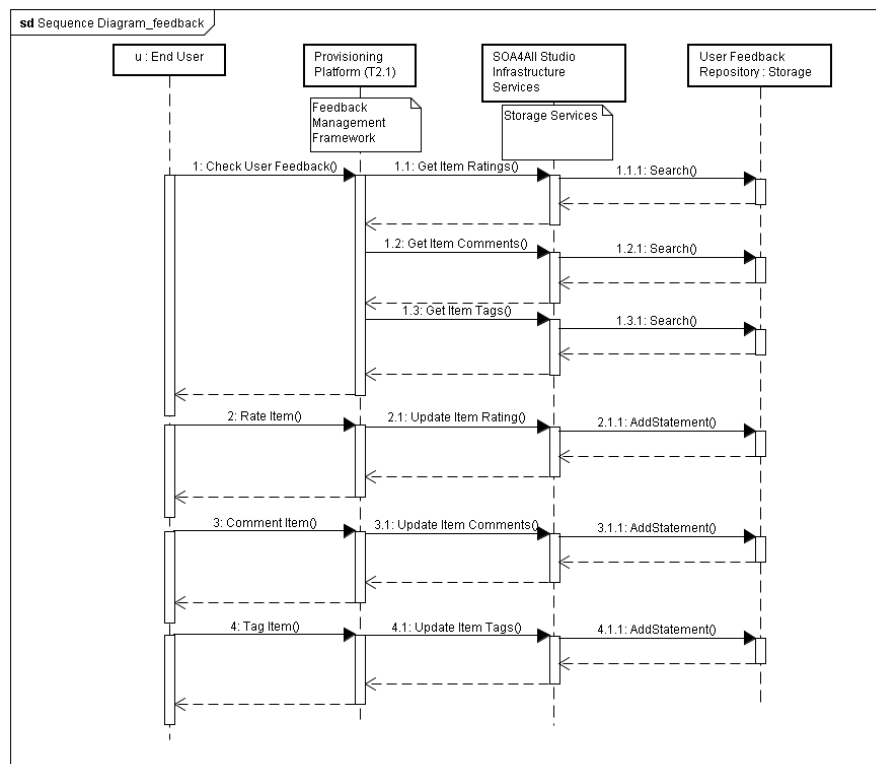 sd Sequence Diagram_feedback
u : End User
Provisioning
Platform (T2.1)
SOA4All Studio
Infrastructure
Services
User Feedback
Repository : Storage
Feedback
Management
Framework
Storage Services
1: Check User Feedback()
1.1: Get Item Ratings()
1.1.1: Search()
1.2: Get Item Comments()
1.2.1: Search()
1.3: Get Item Tags()
1.3.1: Search()
2: Rate Item()
2.1: Update Item Rating()
2.1.1: AddStatement()
3: Comment Item()
3.1: Update Item Comments()
3.1.1: AddStatement()
4: Tag Item()
4.1: Update Item Tags()
4.1.1: AddStatement()